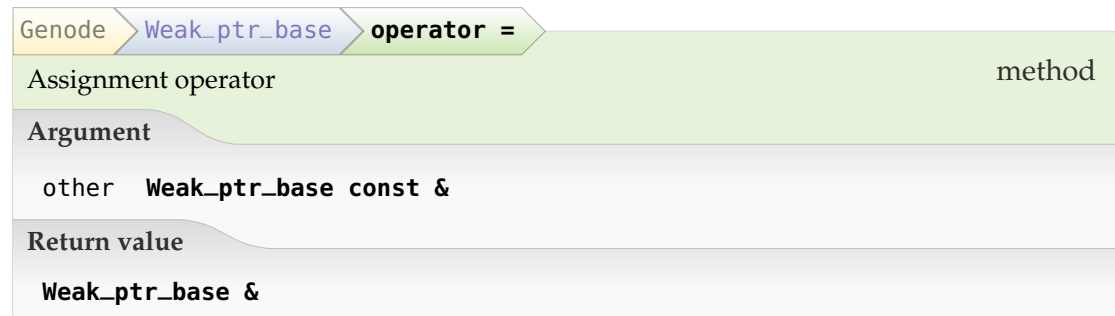 Genode Weak_ptr_base operator =
Assignment operator method
Argument
other Weak_ptr_base const &
Return value
Weak_ptr_base &